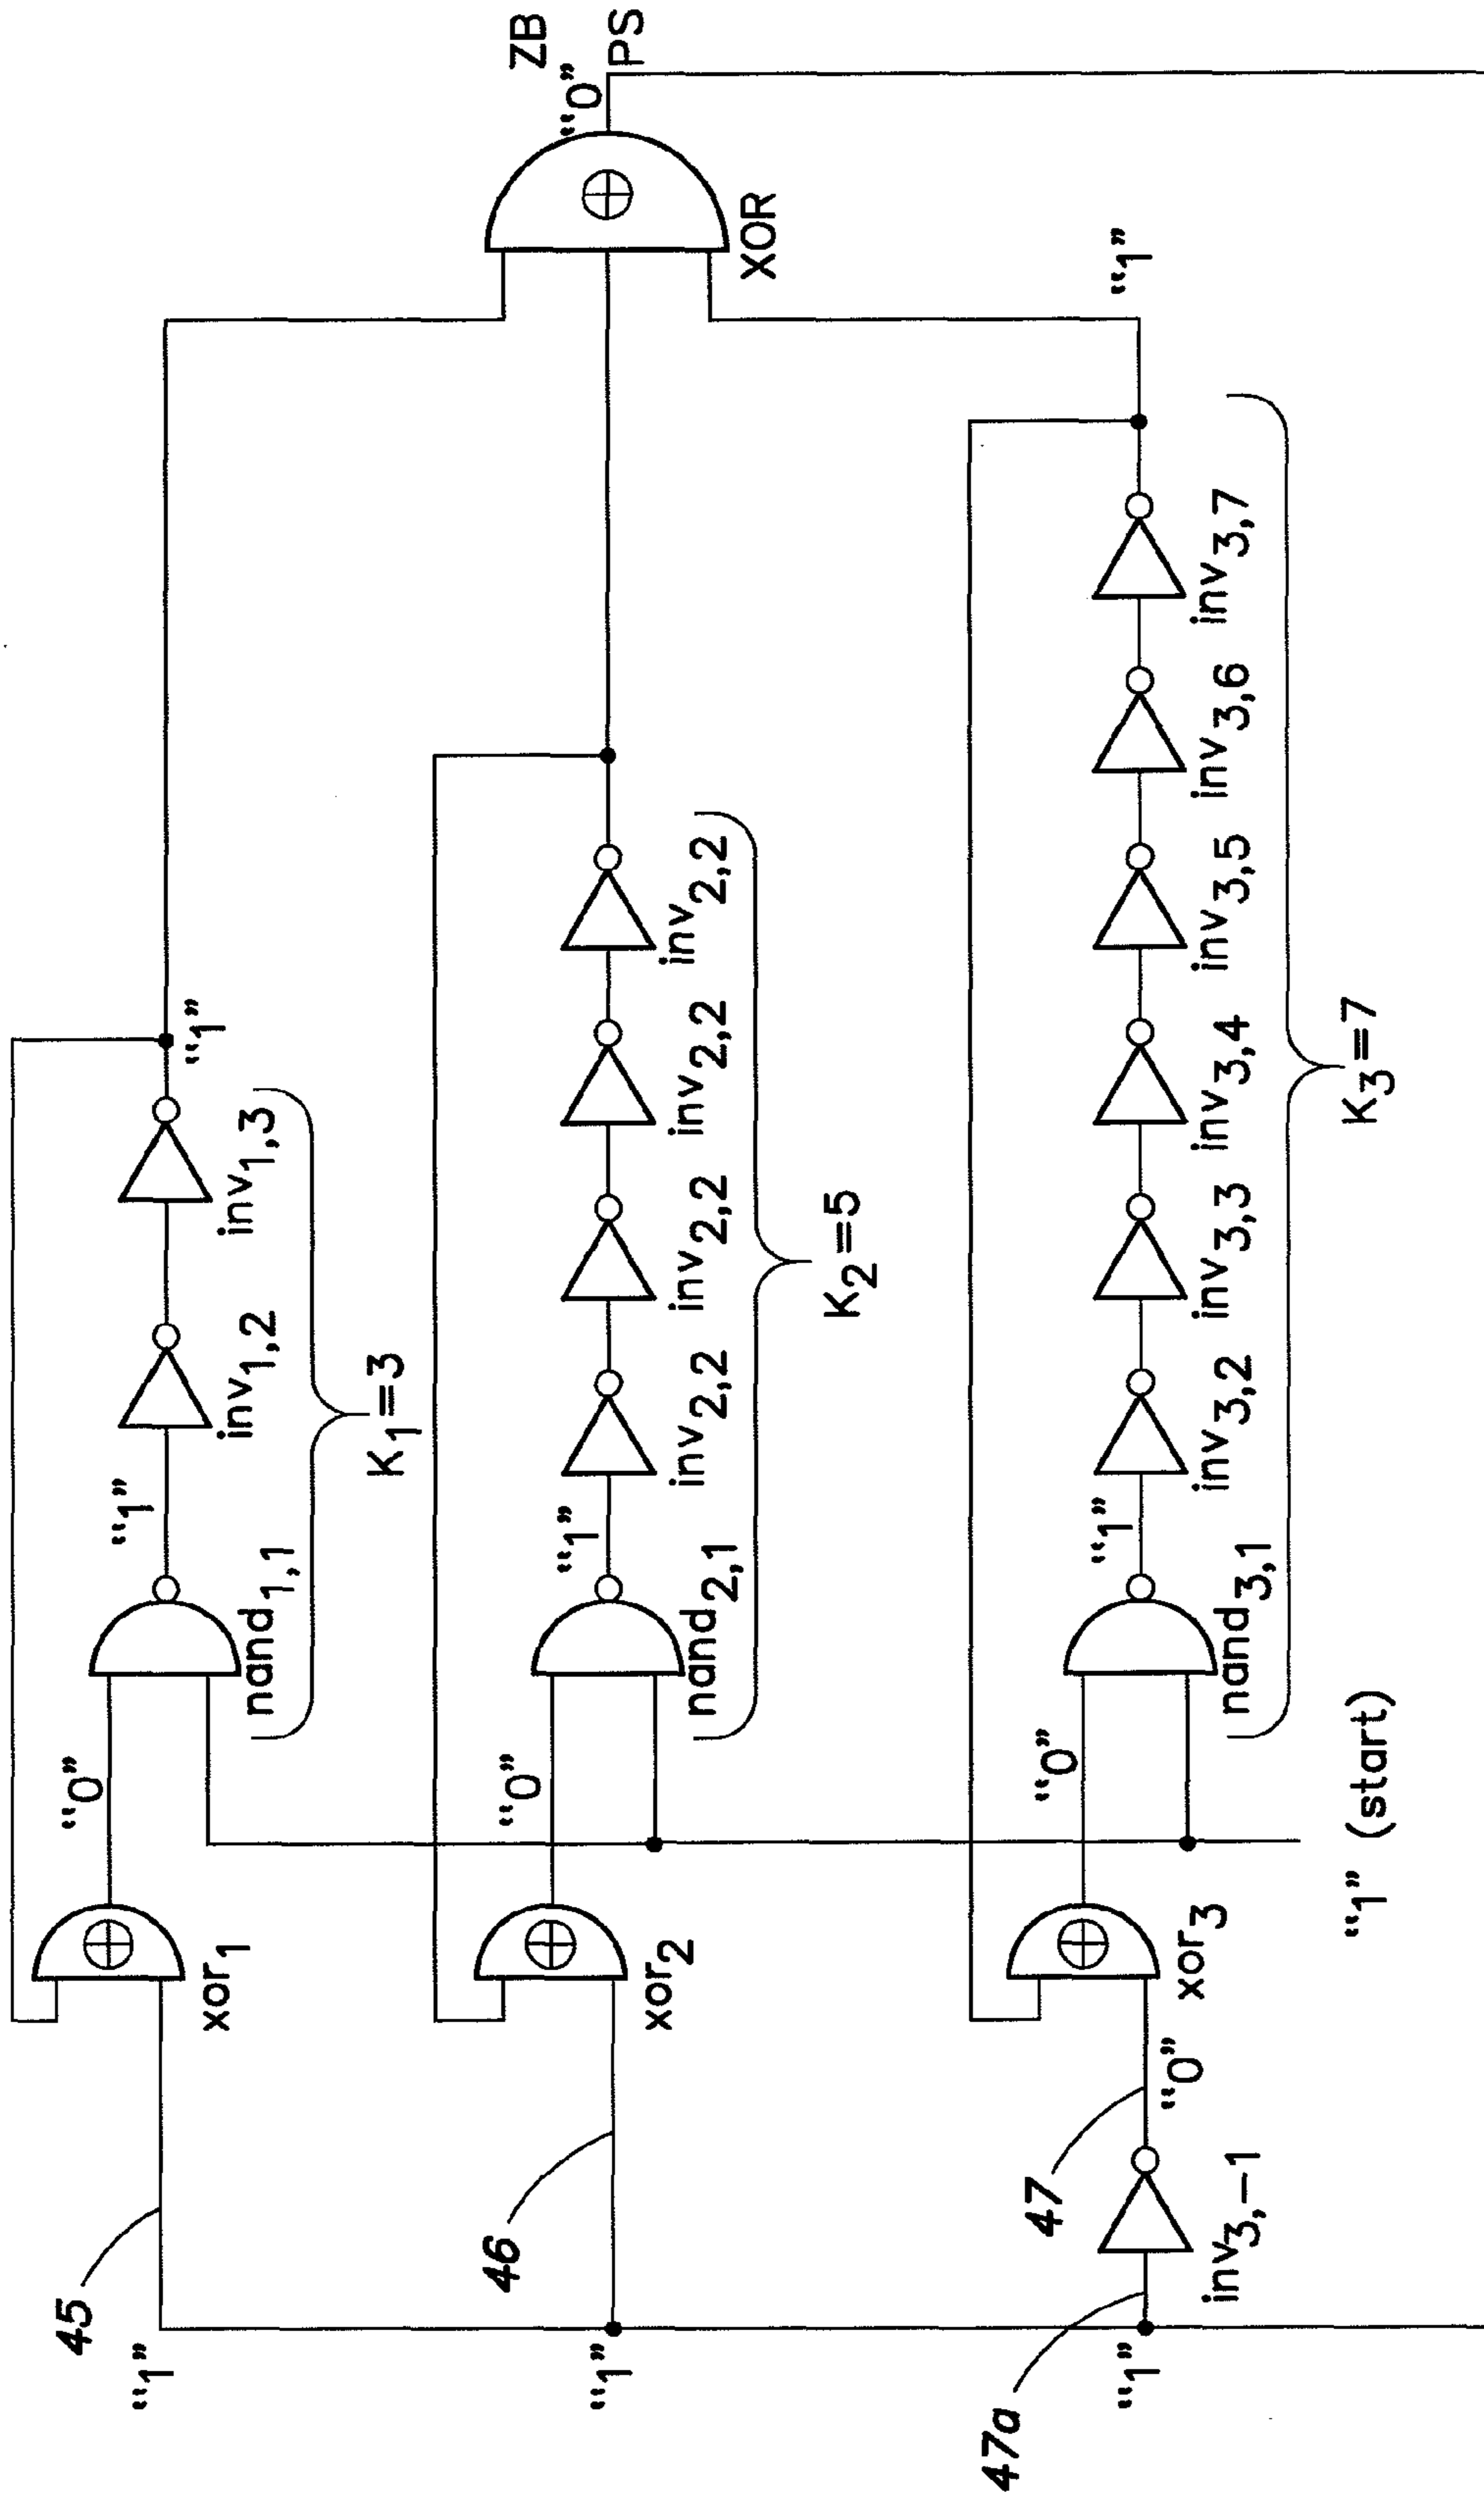 45
"1"
xor1
"0"
nand1,1
"1"
inv1,2
inv1,3
"1"
K1=3
46
"1"
xor2
"0"
nand2,1
"1"
inv2,2
inv2,2
inv2,2
inv2,2
K2=5
XOR
"0"
ZB
PS
47a
"1"
inv3,-1
47
"0"
xor3
"0"
nand3,1
"1"
inv3,2
inv3,3
inv3,4
inv3,5
inv3,6
inv3,7
"1"
K3=7
"1" (start)